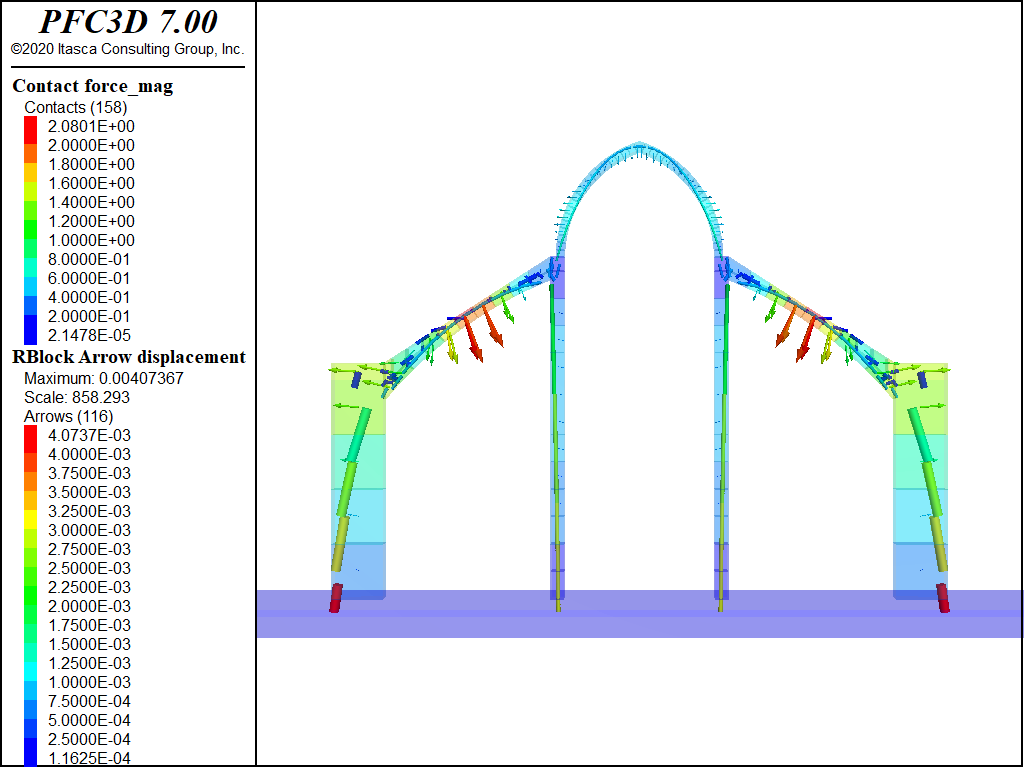 PFC3D 7.00
©2020 Itasca Consulting Group, Inc.
Contact force_mag
Contacts (158)
2.0801E+00
2.0000E+00
1.8000E+00
1.6000E+00
1.4000E+00
1.2000E+00
1.0000E+00
8.0000E-01
6.0000E-01
4.0000E-01
2.0000E-01
2.1478E-05
RBlock Arrow displacement
Maximum: 0.00407367
Scale: 858.293
Arrows (116)
4.0737E-03
4.0000E-03
3.7500E-03
3.5000E-03
3.2500E-03
3.0000E-03
2.7500E-03
2.5000E-03
2.2500E-03
2.0000E-03
1.7500E-03
1.5000E-03
1.2500E-03
1.0000E-03
7.5000E-04
5.0000E-04
2.5000E-04
1.1625E-04